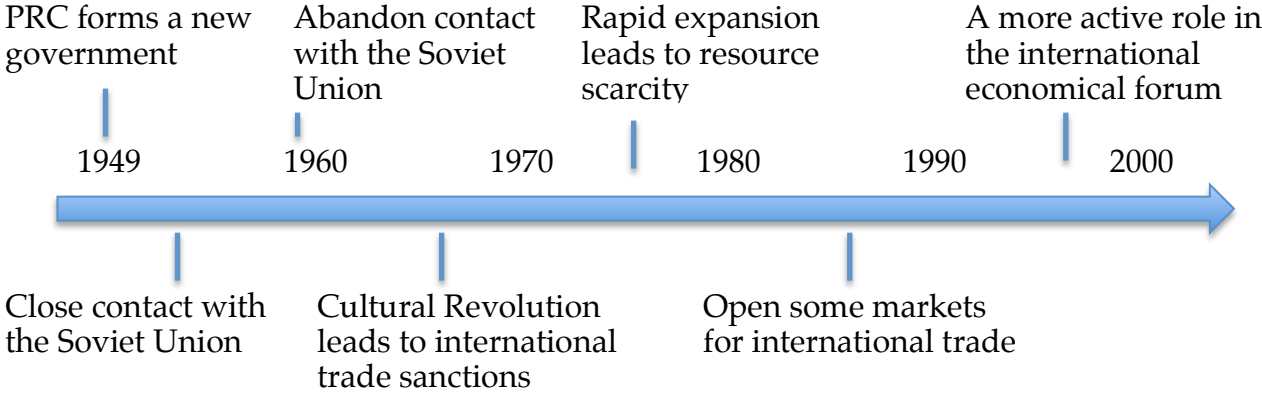 PRC forms a new
government
Abandon contact
with the Soviet
Union
Rapid expansion
leads to resource
scarcity
A more active role in
the international
economical forum
1949
1960
1970
1980
1990
2000
Close contact with
the Soviet Union
Cultural Revolution
leads to international
trade sanctions
Open some markets
for international trade